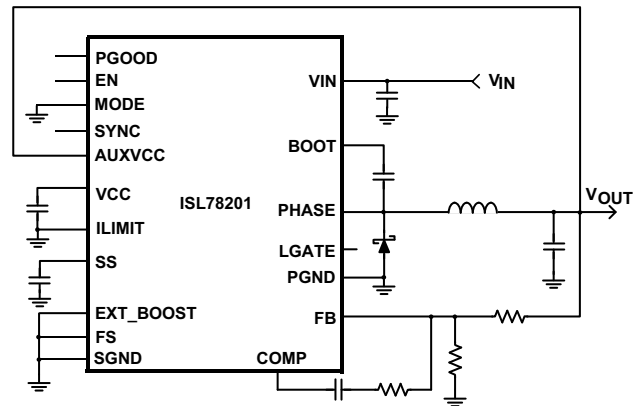 PGOOD
EN
MODE
SYNC
AUXVCC
VCC
ILIMIT
SS
EXT_BOOST
FS
SGND
ISL78201
VIN
BOOT
PHASE
LGATE
PGND
FB
COMP
VIN
VOUT